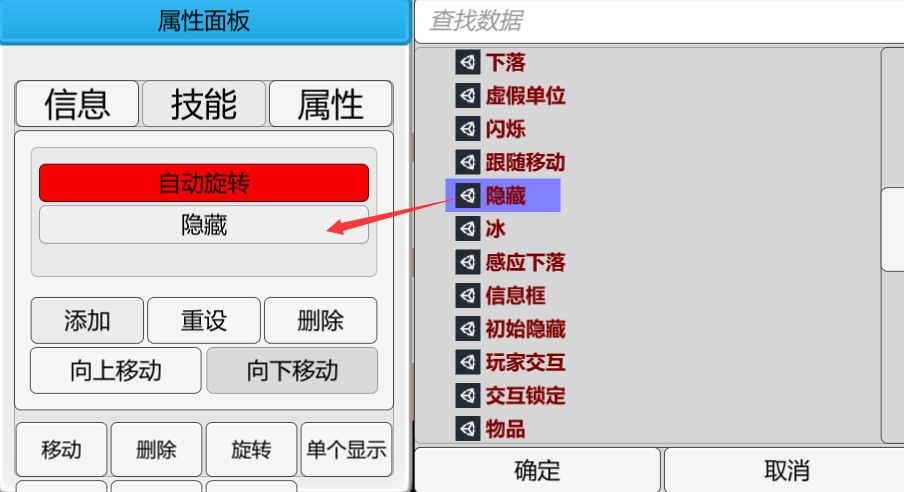 属性面板
信息
技能
属性
自动旋转
隐藏
添加
重设
删除
向上移动
向下移动
移动
删除
旋转
单个显示
查找数据
下落
虚假单位
闪烁
跟随移动
隐藏
冰
感应下落
信息框
初始隐藏
玩家交互
交互锁定
物品
确定
取消